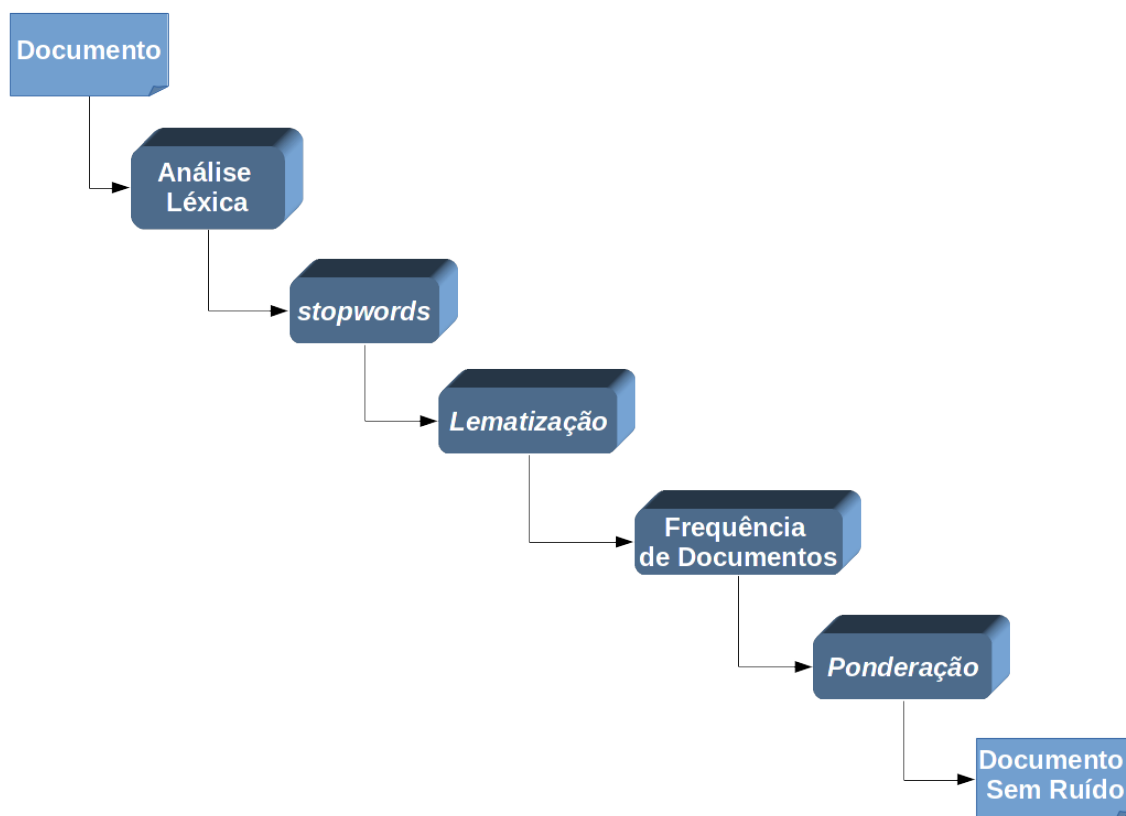 Documento
Análise
Léxica
stopwords
Lematização
Frequência
de Documentos
Ponderação
Documento
Sem Ruído